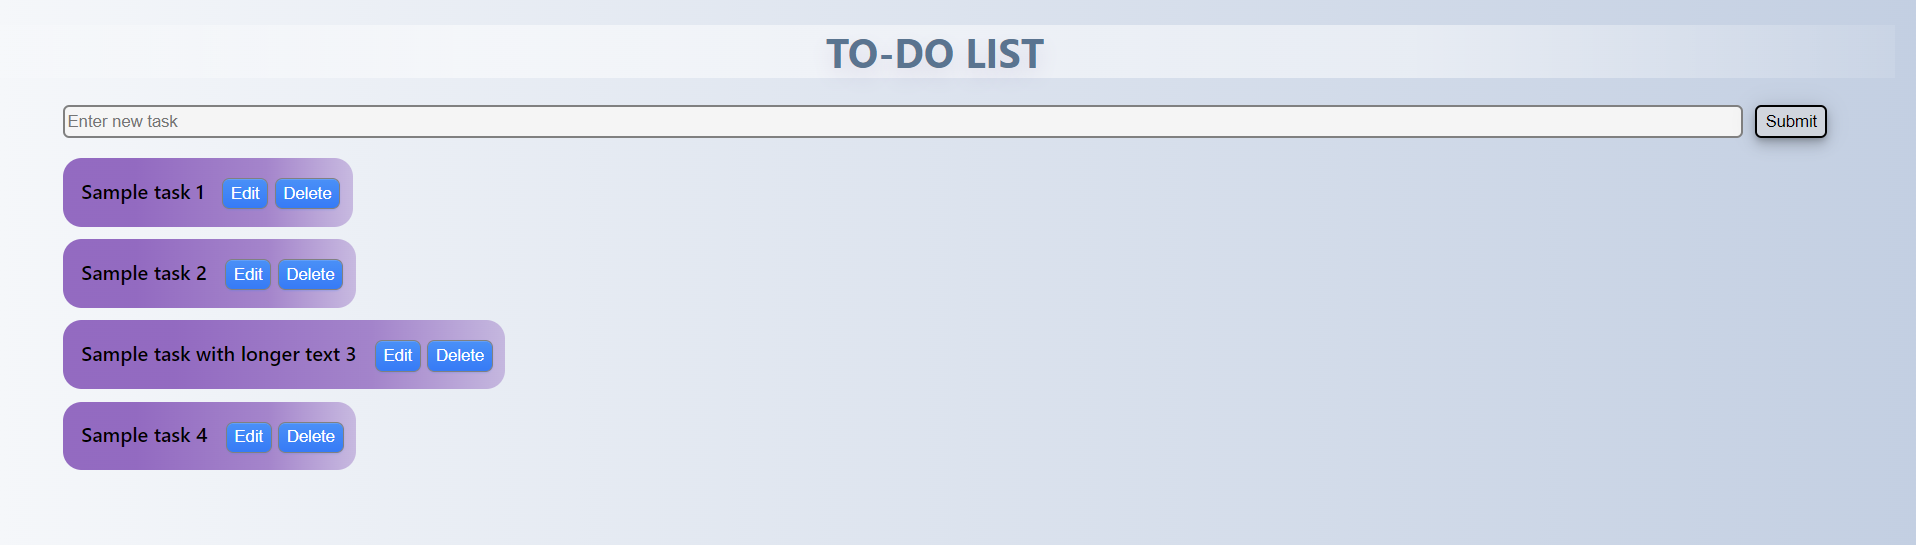 TO-DO LIST
Enter new task Submit
Sample task 1 Edit Delete
Sample task 2 Edit Delete
Sample task with longer text 3 Edit Delete
Sample task 4 Edit Delete